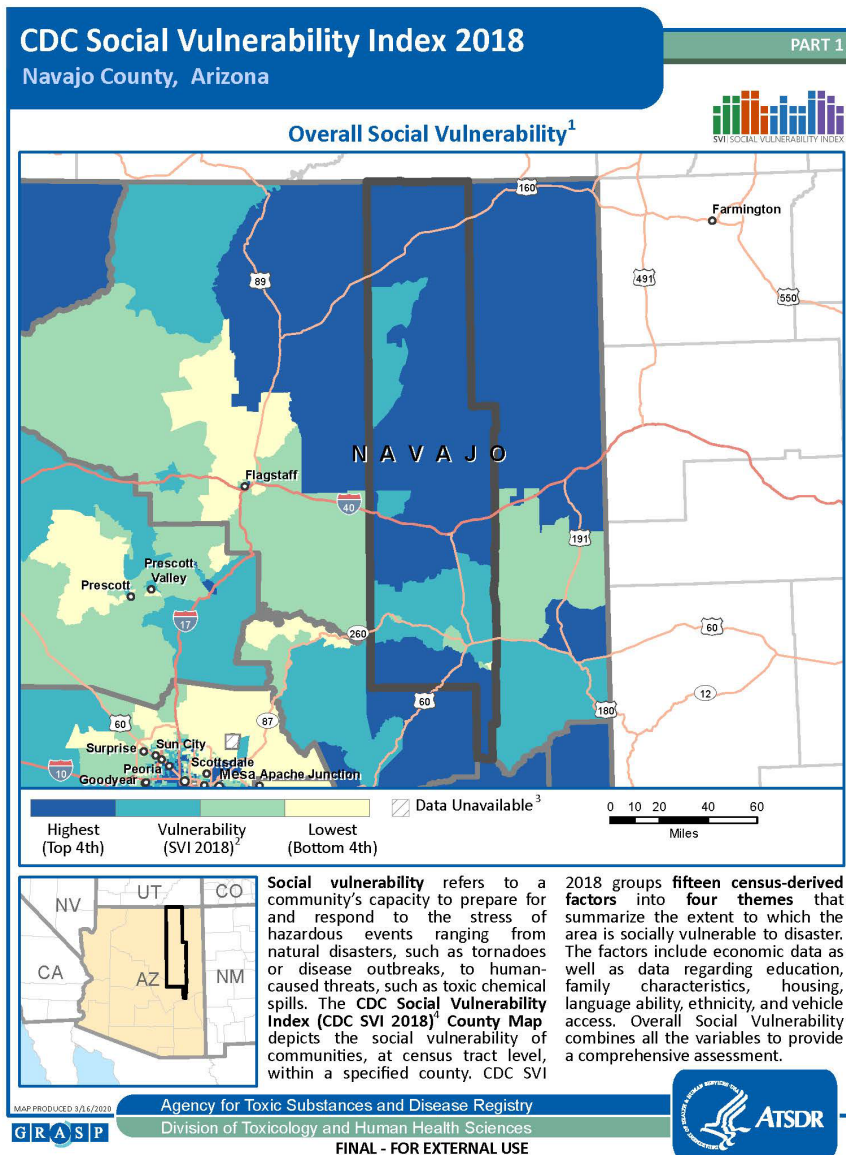 CDC Social Vulnerability Index 2018
PART 1
Navajo County, Arizona
Overall Social Vulnerability1
SVI | SOCIAL VULNERABILITY INDEX
160
Farmington
89
491
550
N A V A J O
Flagstaff
40
191
Prescott
Valley
Prescott
17
260
60
12
60
180
87
60
Surprise
Sun City
Peoria
Scottsdale
10
Goodyear
Mesa
Apache Junction
Highest
(Top 4th)
Vulnerability
(SVI 2018)2
Lowest
(Bottom 4th)
Data Unavailable3
0 10 20 40 60
Miles
NV
UT
CO
CA
AZ
NM
Social vulnerability refers to a
community's capacity to prepare for
and respond to the stress of
hazardous events ranging from
natural disasters, such as tornadoes
or disease outbreaks, to human-
caused threats, such as toxic chemical
spills. The CDC Social Vulnerability
Index (CDC SVI 2018)4 County Map
depicts the social vulnerability of
communities, at census tract level,
within a specified county. CDC SVI
2018 groups fifteen census-derived
factors into four themes that
summarize the extent to which the
area is socially vulnerable to disaster.
The factors include economic data as
well as data regarding education,
family characteristics, housing,
language ability, ethnicity, and vehicle
access. Overall Social Vulnerability
combines all the variables to provide
a comprehensive assessment.
MAP PRODUCED 3/16/2020
Agency for Toxic Substances and Disease Registry
GRASP
Division of Toxicology and Human Health Sciences
FINAL - FOR EXTERNAL USE
DEPARTMENT OF HEALTH & HUMAN SERVICES USA
ATSDR